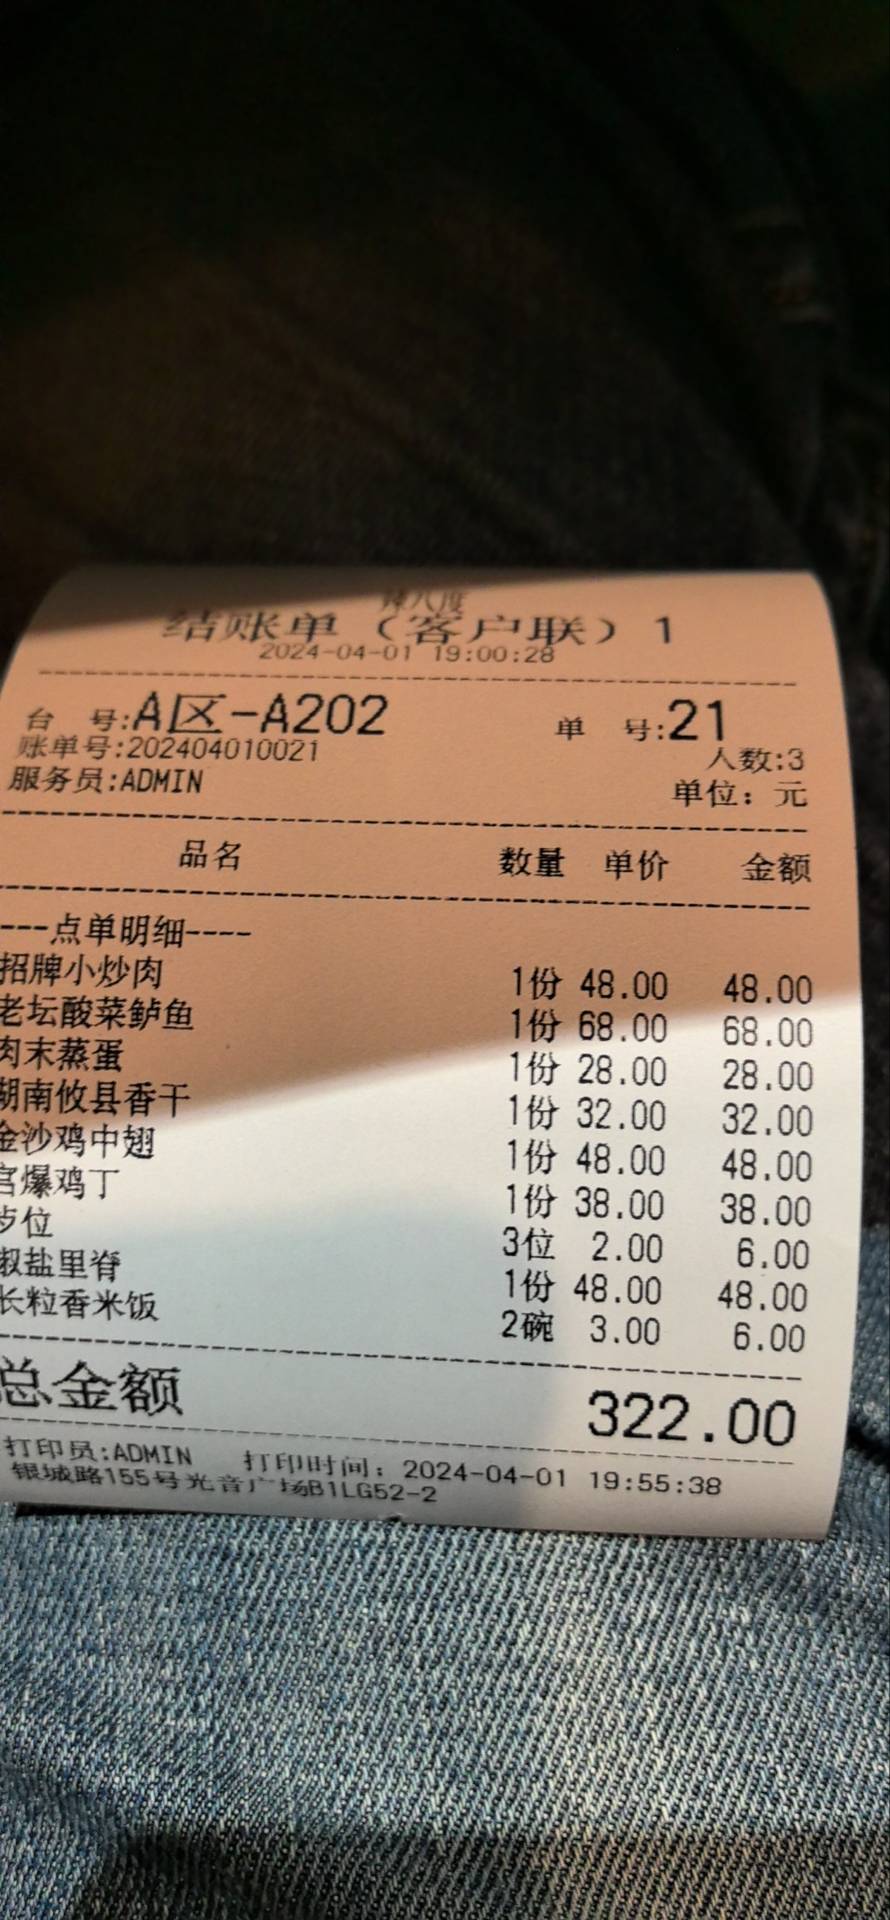 辣八度
结账单（客户联）1
2024-04-01 19:00:28
台 号:A区-A202 单 号:21
账单号:202404010021 人数:3
服务员:ADMIN 单位：元
品名 数量 单价 金额
----点单明细----
招牌小炒肉 1份 48.00 48.00
老坛酸菜鲈鱼 1份 68.00 68.00
肉末蒸蛋 1份 28.00 28.00
湖南攸县香干 1份 32.00 32.00
金沙鸡中翅 1份 48.00 48.00
宫爆鸡丁 1份 38.00 38.00
位 3位 2.00 6.00
椒盐里脊 1份 48.00 48.00
长粒香米饭 2碗 3.00 6.00
总金额 322.00
打印员:ADMIN 打印时间：2024-04-01 19:55:38
银城路155号光音广场B1LG52-2